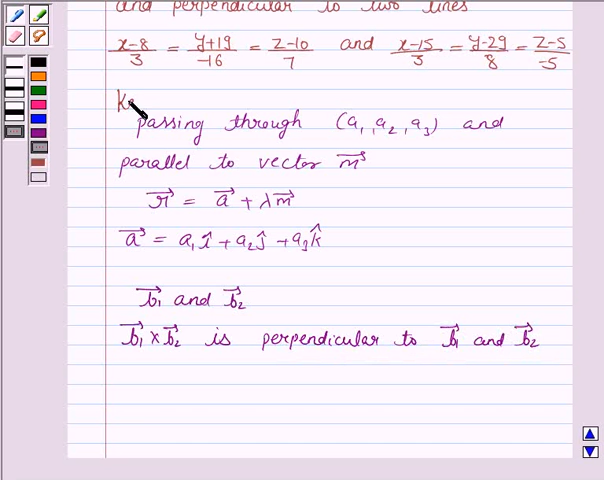 and perpendicular to two lines
x-8/3 = y+19/-16 = z-10/7 and x-15/3 = y-29/8 = z-5/-5
K
passing through (a₁, a₂, a₃) and
parallel to vector m⃗
r⃗ = a⃗ + λm⃗
a⃗ = a₁î + a₂ĵ + a₃k̂
b⃗₁ and b⃗₂
b⃗₁ × b⃗₂ is perpendicular to b⃗₁ and b⃗₂